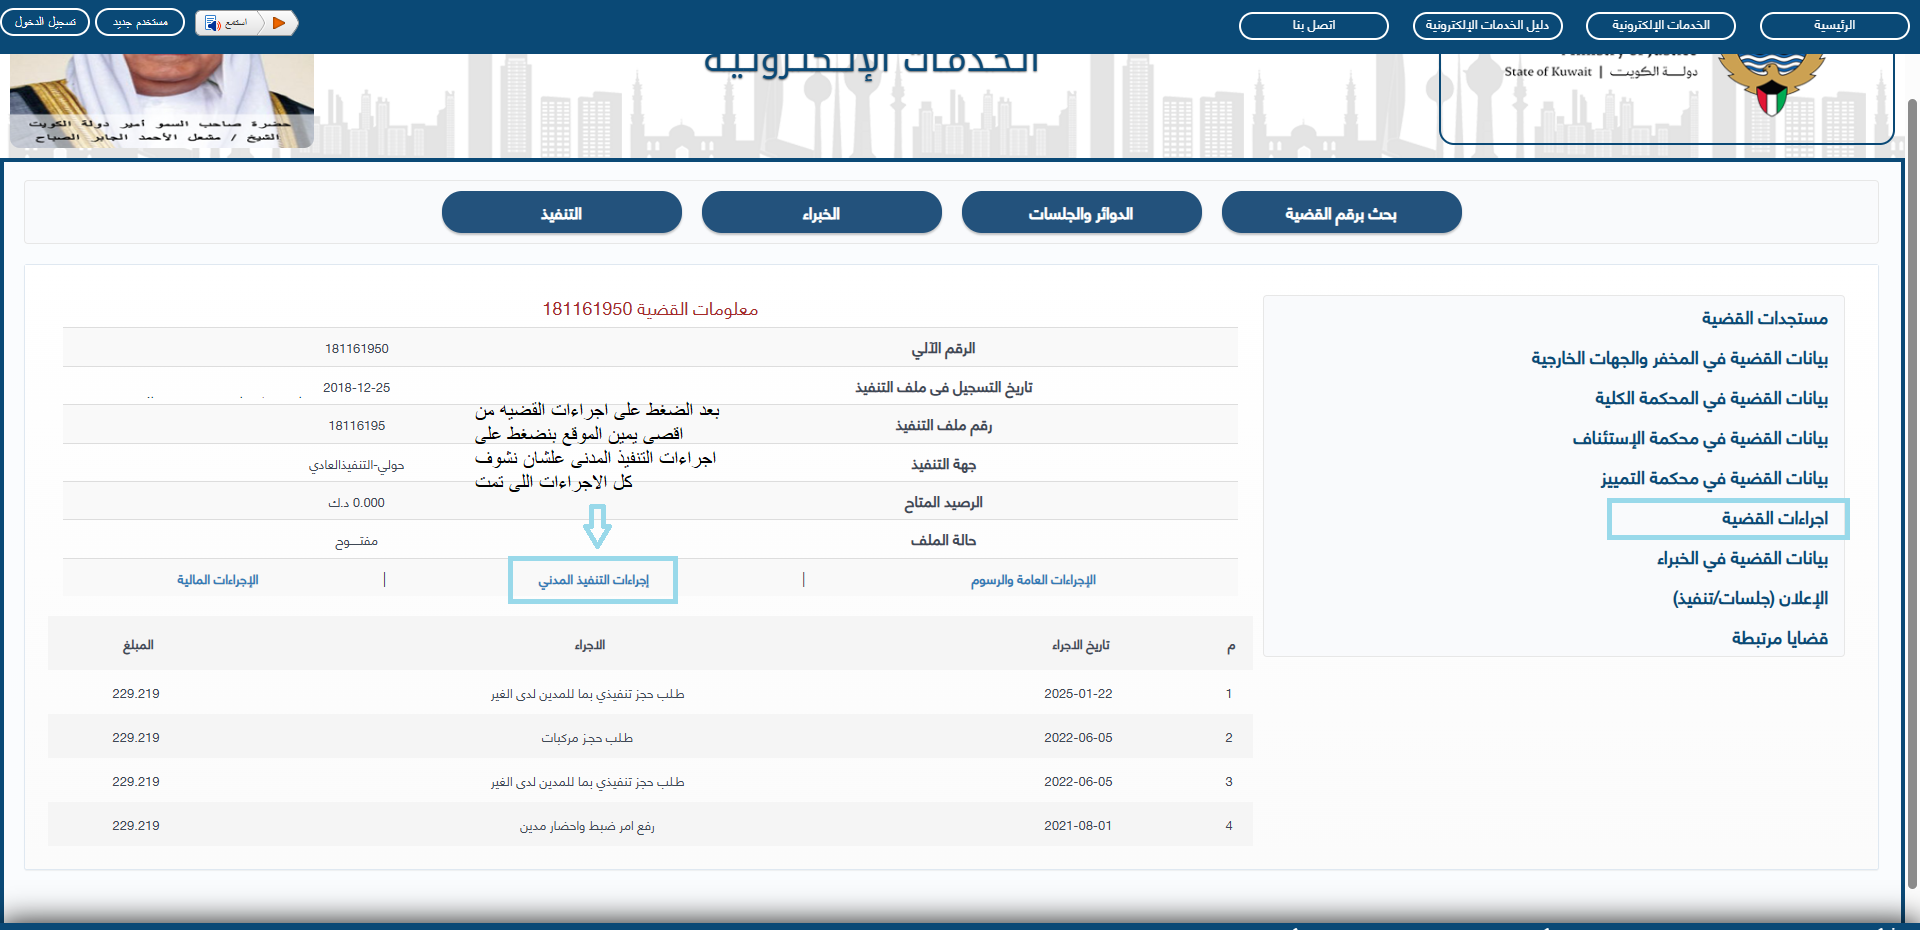 الرئيسية
الخدمات الإلكترونية
دليل الخدمات الإلكترونية
اتصل بنا
استمع
مستخدم جديد
تسجيل الدخول
State of Kuwait | دولـة الكويت
الخدمات الإلكترونية
حضرة صاحب السمو أمير دولة الكويت
الشيخ / مشعل الأحمد الجابر الصباح
بحث برقم القضية
الدوائر والجلسات
الخبراء
التنفيذ
مستجدات القضية
بيانات القضية في المخفر والجهات الخارجية
بيانات القضية في المحكمة الكلية
بيانات القضية في محكمة الإستئناف
بيانات القضية في محكمة التمييز
اجراءات القضية
بيانات القضية في الخبراء
الإعلان (جلسات/تنفيذ)
قضايا مرتبطة
معلومات القضية 181161950
الرقم الآلي 181161950
تاريخ التسجيل فى ملف التنفيذ 2018-12-25
رقم ملف التنفيذ 18116195
جهة التنفيذ حولي-التنفيذالعادي
الرصيد المتاح 0.000 د.ك
حالة الملف مفتــوح
بعد الضغط على اجراءات القضيه من
اقصى يمين الموقع بنضغط على
اجراءات التنفيذ المدنى علشان نشوف
كل الاجراءات اللى تمت
الإجراءات العامة والرسوم | إجراءات التنفيذ المدني | الإجراءات المالية
م تاريخ الاجراء الاجراء المبلغ
1 2025-01-22 طلب حجز تنفيذي بما للمدين لدى الغير 229.219
2 2022-06-05 طلب حجز مركبات 229.219
3 2022-06-05 طلب حجز تنفيذي بما للمدين لدى الغير 229.219
4 2021-08-01 رفع امر ضبط واحضار مدين 229.219